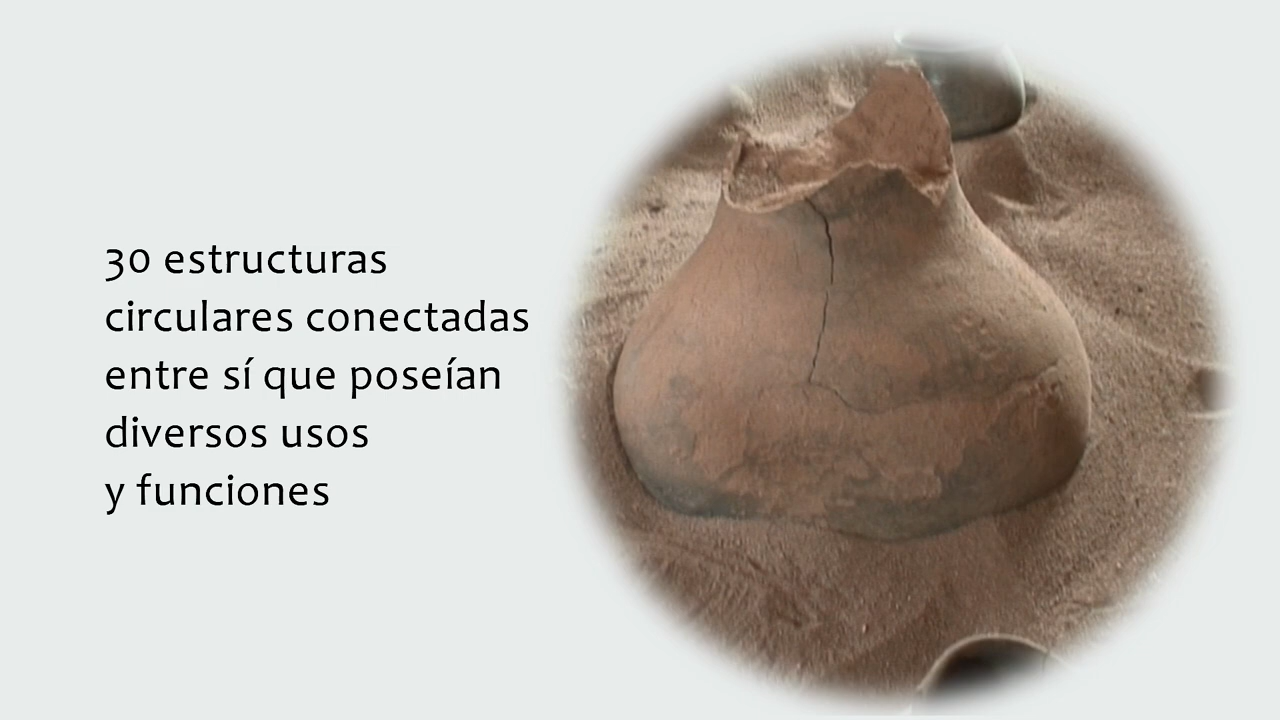 30 estructuras
circulares conectadas
entre sí que poseían
diversos usos
y funciones